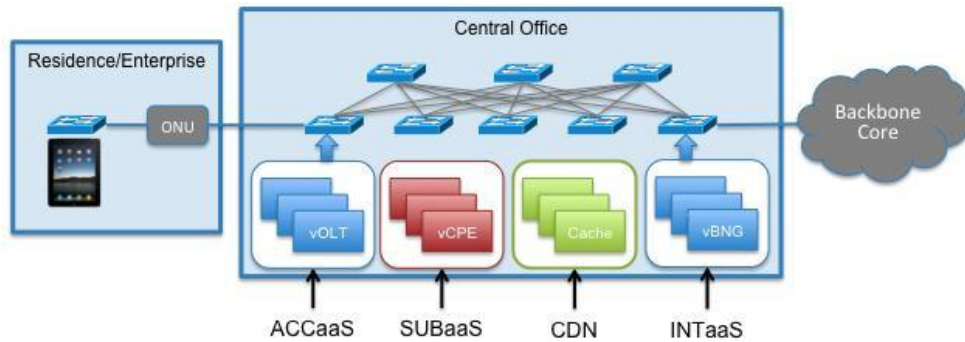 Central Office
Residence/Enterprise
ONU
Backbone
Core
vOLT
vCPE
Cache
vBNG
ACCaaS
SUBaaS
CDN
INTaaS